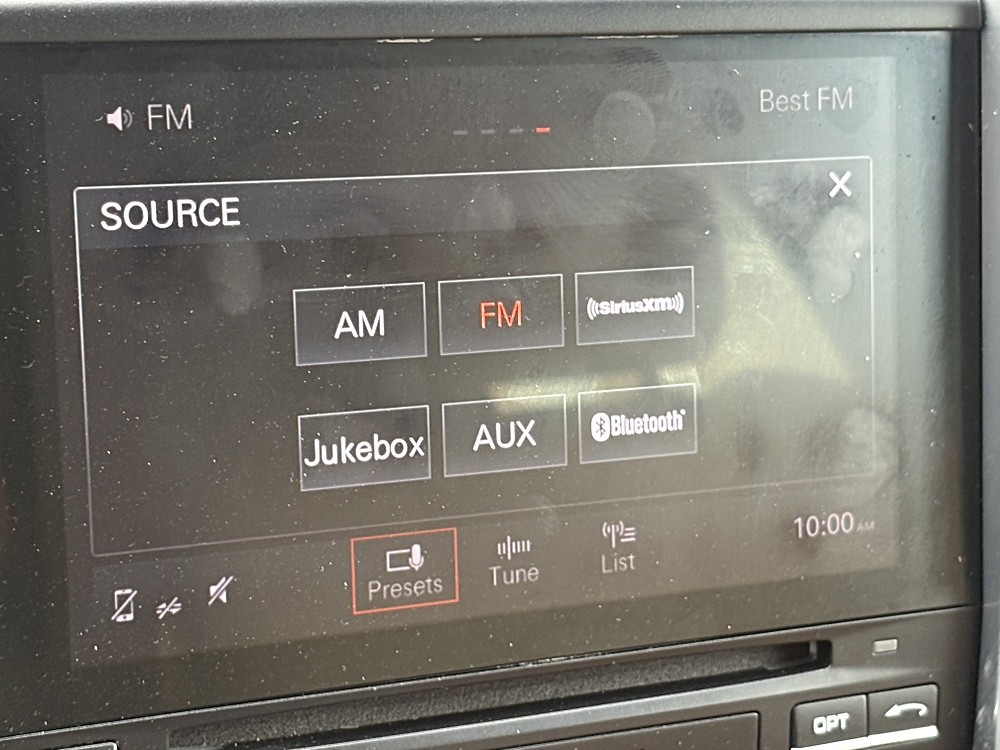 FM
Best FM
SOURCE
AM
FM
((SiriusXM))
Jukebox
AUX
Bluetooth
Presets
Tune
List
10:00 AM
OPT